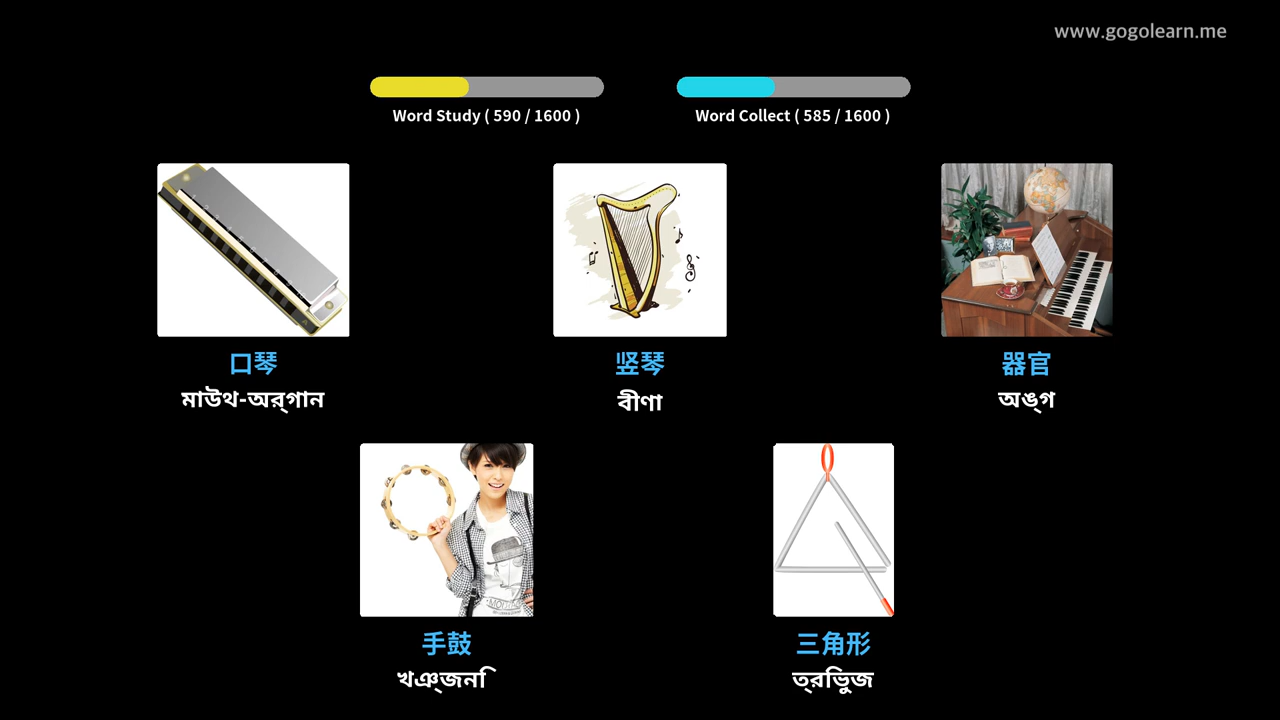 www.gogolearn.me
Word Study ( 590 / 1600 )
Word Collect ( 585 / 1600 )
口琴
竖琴
器官
মাউথ-অর্গান
বীণা
অঙ্গ
手鼓
三角形
খঞ্জনি
ত্রিভুজ